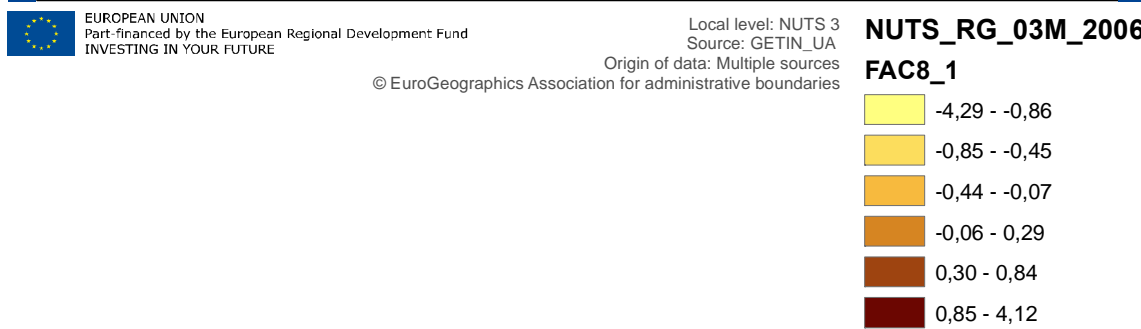 EUROPEAN UNION
Part-financed by the European Regional Development Fund
INVESTING IN YOUR FUTURE
Local level: NUTS 3
Source: GETIN_UA
Origin of data: Multiple sources
© EuroGeographics Association for administrative boundaries
NUTS_RG_03M_2006
FAC8_1
-4,29 - -0,86
-0,85 - -0,45
-0,44 - -0,07
-0,06 - 0,29
0,30 - 0,84
0,85 - 4,12